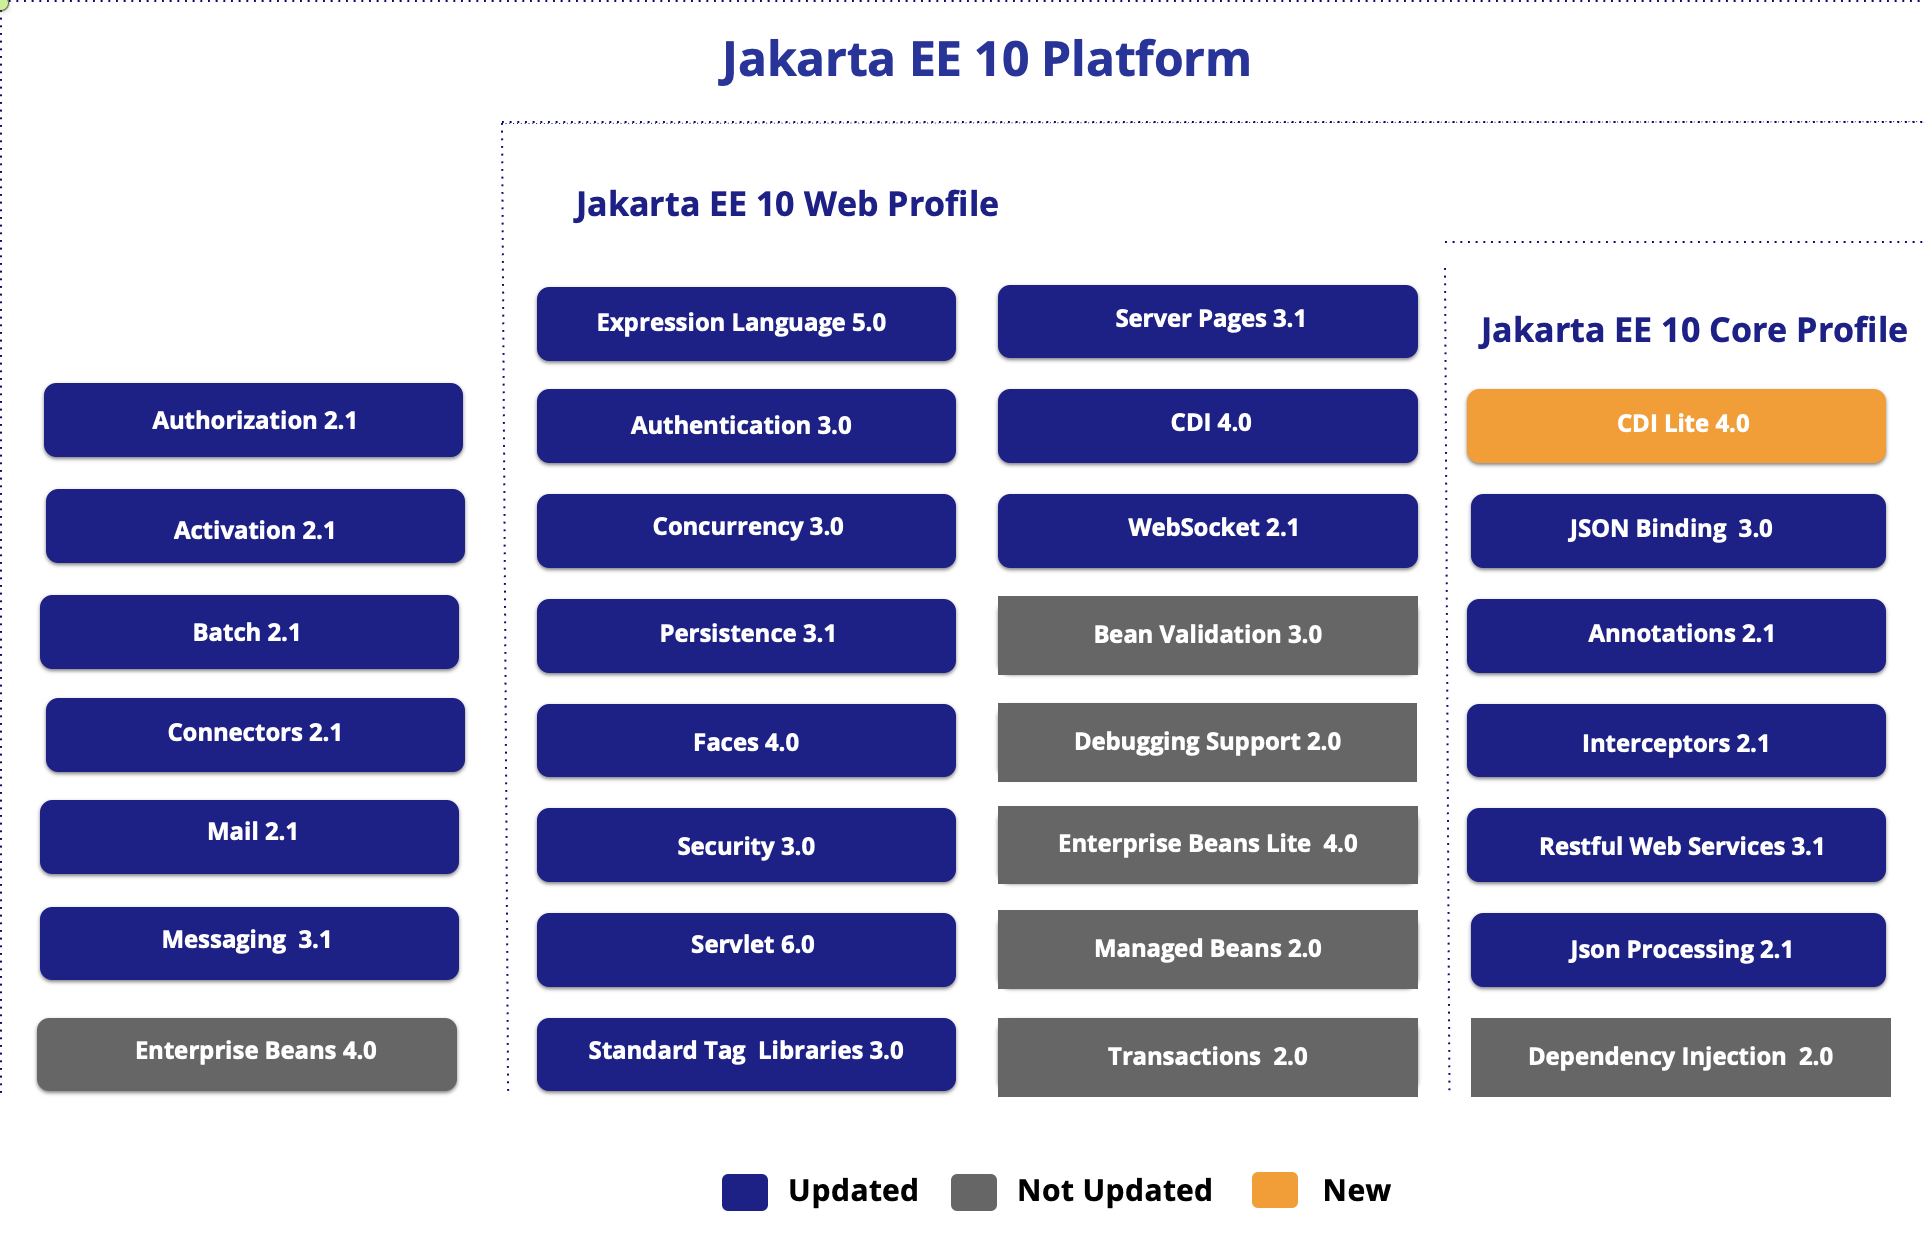 Jakarta EE 10 Platform
Jakarta EE 10 Web Profile
Jakarta EE 10 Core Profile
Authorization 2.1
Activation 2.1
Batch 2.1
Connectors 2.1
Mail 2.1
Messaging  3.1
Enterprise Beans 4.0
Expression Language 5.0
Authentication 3.0
Concurrency 3.0
Persistence 3.1
Faces 4.0
Security 3.0
Servlet 6.0
Standard Tag  Libraries 3.0
Server Pages 3.1
CDI 4.0
WebSocket 2.1
Bean Validation 3.0
Debugging Support 2.0
Enterprise Beans Lite  4.0
Managed Beans 2.0
Transactions  2.0
CDI Lite 4.0
JSON Binding  3.0
Annotations 2.1
Interceptors 2.1
Restful Web Services 3.1
Json Processing 2.1
Dependency Injection  2.0
Updated
Not Updated
New